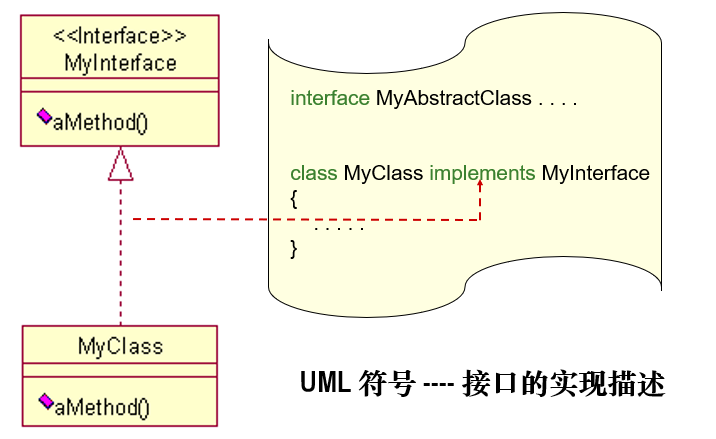 <<Interface>>
MyInterface
aMethod()
interface MyAbstractClass . . . .
class MyClass implements MyInterface
{
. . . . .
}
MyClass
aMethod()
UML 符号 ---- 接口的实现描述